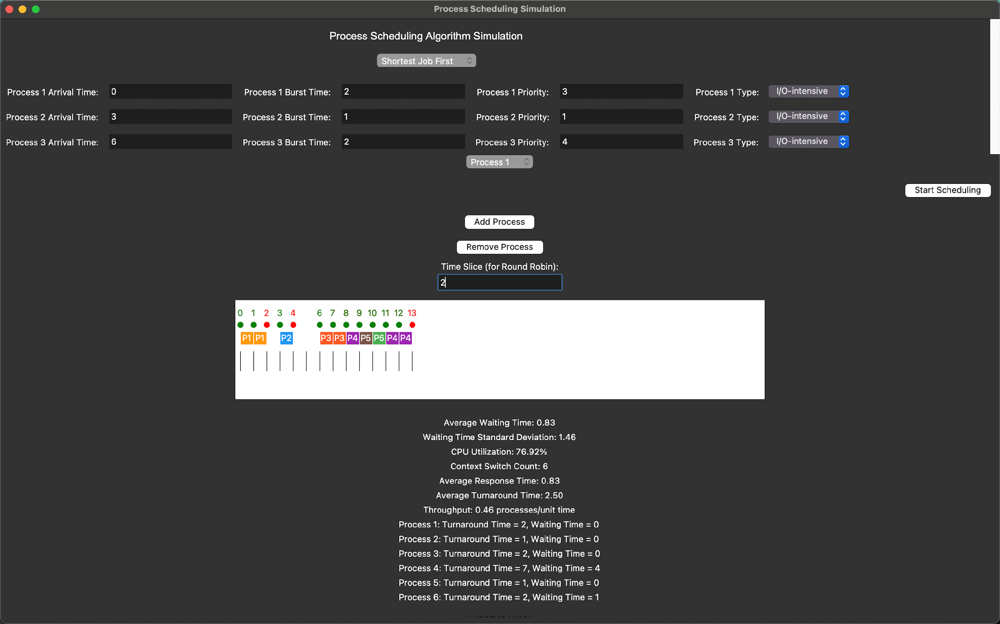 Process Scheduling Simulation
Process Scheduling Algorithm Simulation
Shortest Job First
Process 1 Arrival Time: 0 Process 1 Burst Time: 2 Process 1 Priority: 3 Process 1 Type: I/O-intensive
Process 2 Arrival Time: 3 Process 2 Burst Time: 1 Process 2 Priority: 1 Process 2 Type: I/O-intensive
Process 3 Arrival Time: 6 Process 3 Burst Time: 2 Process 3 Priority: 4 Process 3 Type: I/O-intensive
Process 1
Start Scheduling
Add Process
Remove Process
Time Slice (for Round Robin):
2
0 1 2 3 4 6 7 8 9 10 11 12 13
P1 P1 P2 P3 P3 P4 P5 P6 P4 P4
Average Waiting Time: 0.83
Waiting Time Standard Deviation: 1.46
CPU Utilization: 76.92%
Context Switch Count: 6
Average Response Time: 0.83
Average Turnaround Time: 2.50
Throughput: 0.46 processes/unit time
Process 1: Turnaround Time = 2, Waiting Time = 0
Process 2: Turnaround Time = 1, Waiting Time = 0
Process 3: Turnaround Time = 2, Waiting Time = 0
Process 4: Turnaround Time = 7, Waiting Time = 4
Process 5: Turnaround Time = 1, Waiting Time = 0
Process 6: Turnaround Time = 2, Waiting Time = 1